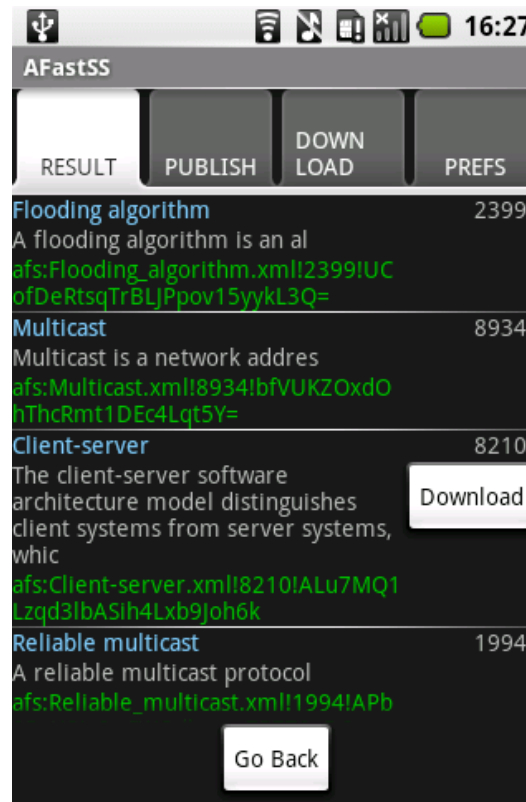 16:27
AFastSS
RESULT
PUBLISH
DOWN
LOAD
PREFS
Flooding algorithm 2399
A flooding algorithm is an al
afs:Flooding_algorithm.xml!2399!UC
ofDeRtsqTrBLJPpov15yykL3Q=
Multicast 8934
Multicast is a network addres
afs:Multicast.xml!8934!bfVUKZOxdO
hThcRmt1DEc4Lqt5Y=
Client-server 8210
The client-server software
architecture model distinguishes
client systems from server systems,
whic
Download
afs:Client-server.xml!8210!ALu7MQ1
Lzqd3lbASih4Lxb9Joh6k
Reliable multicast 1994
A reliable multicast protocol
afs:Reliable_multicast.xml!1994!APb
Go Back